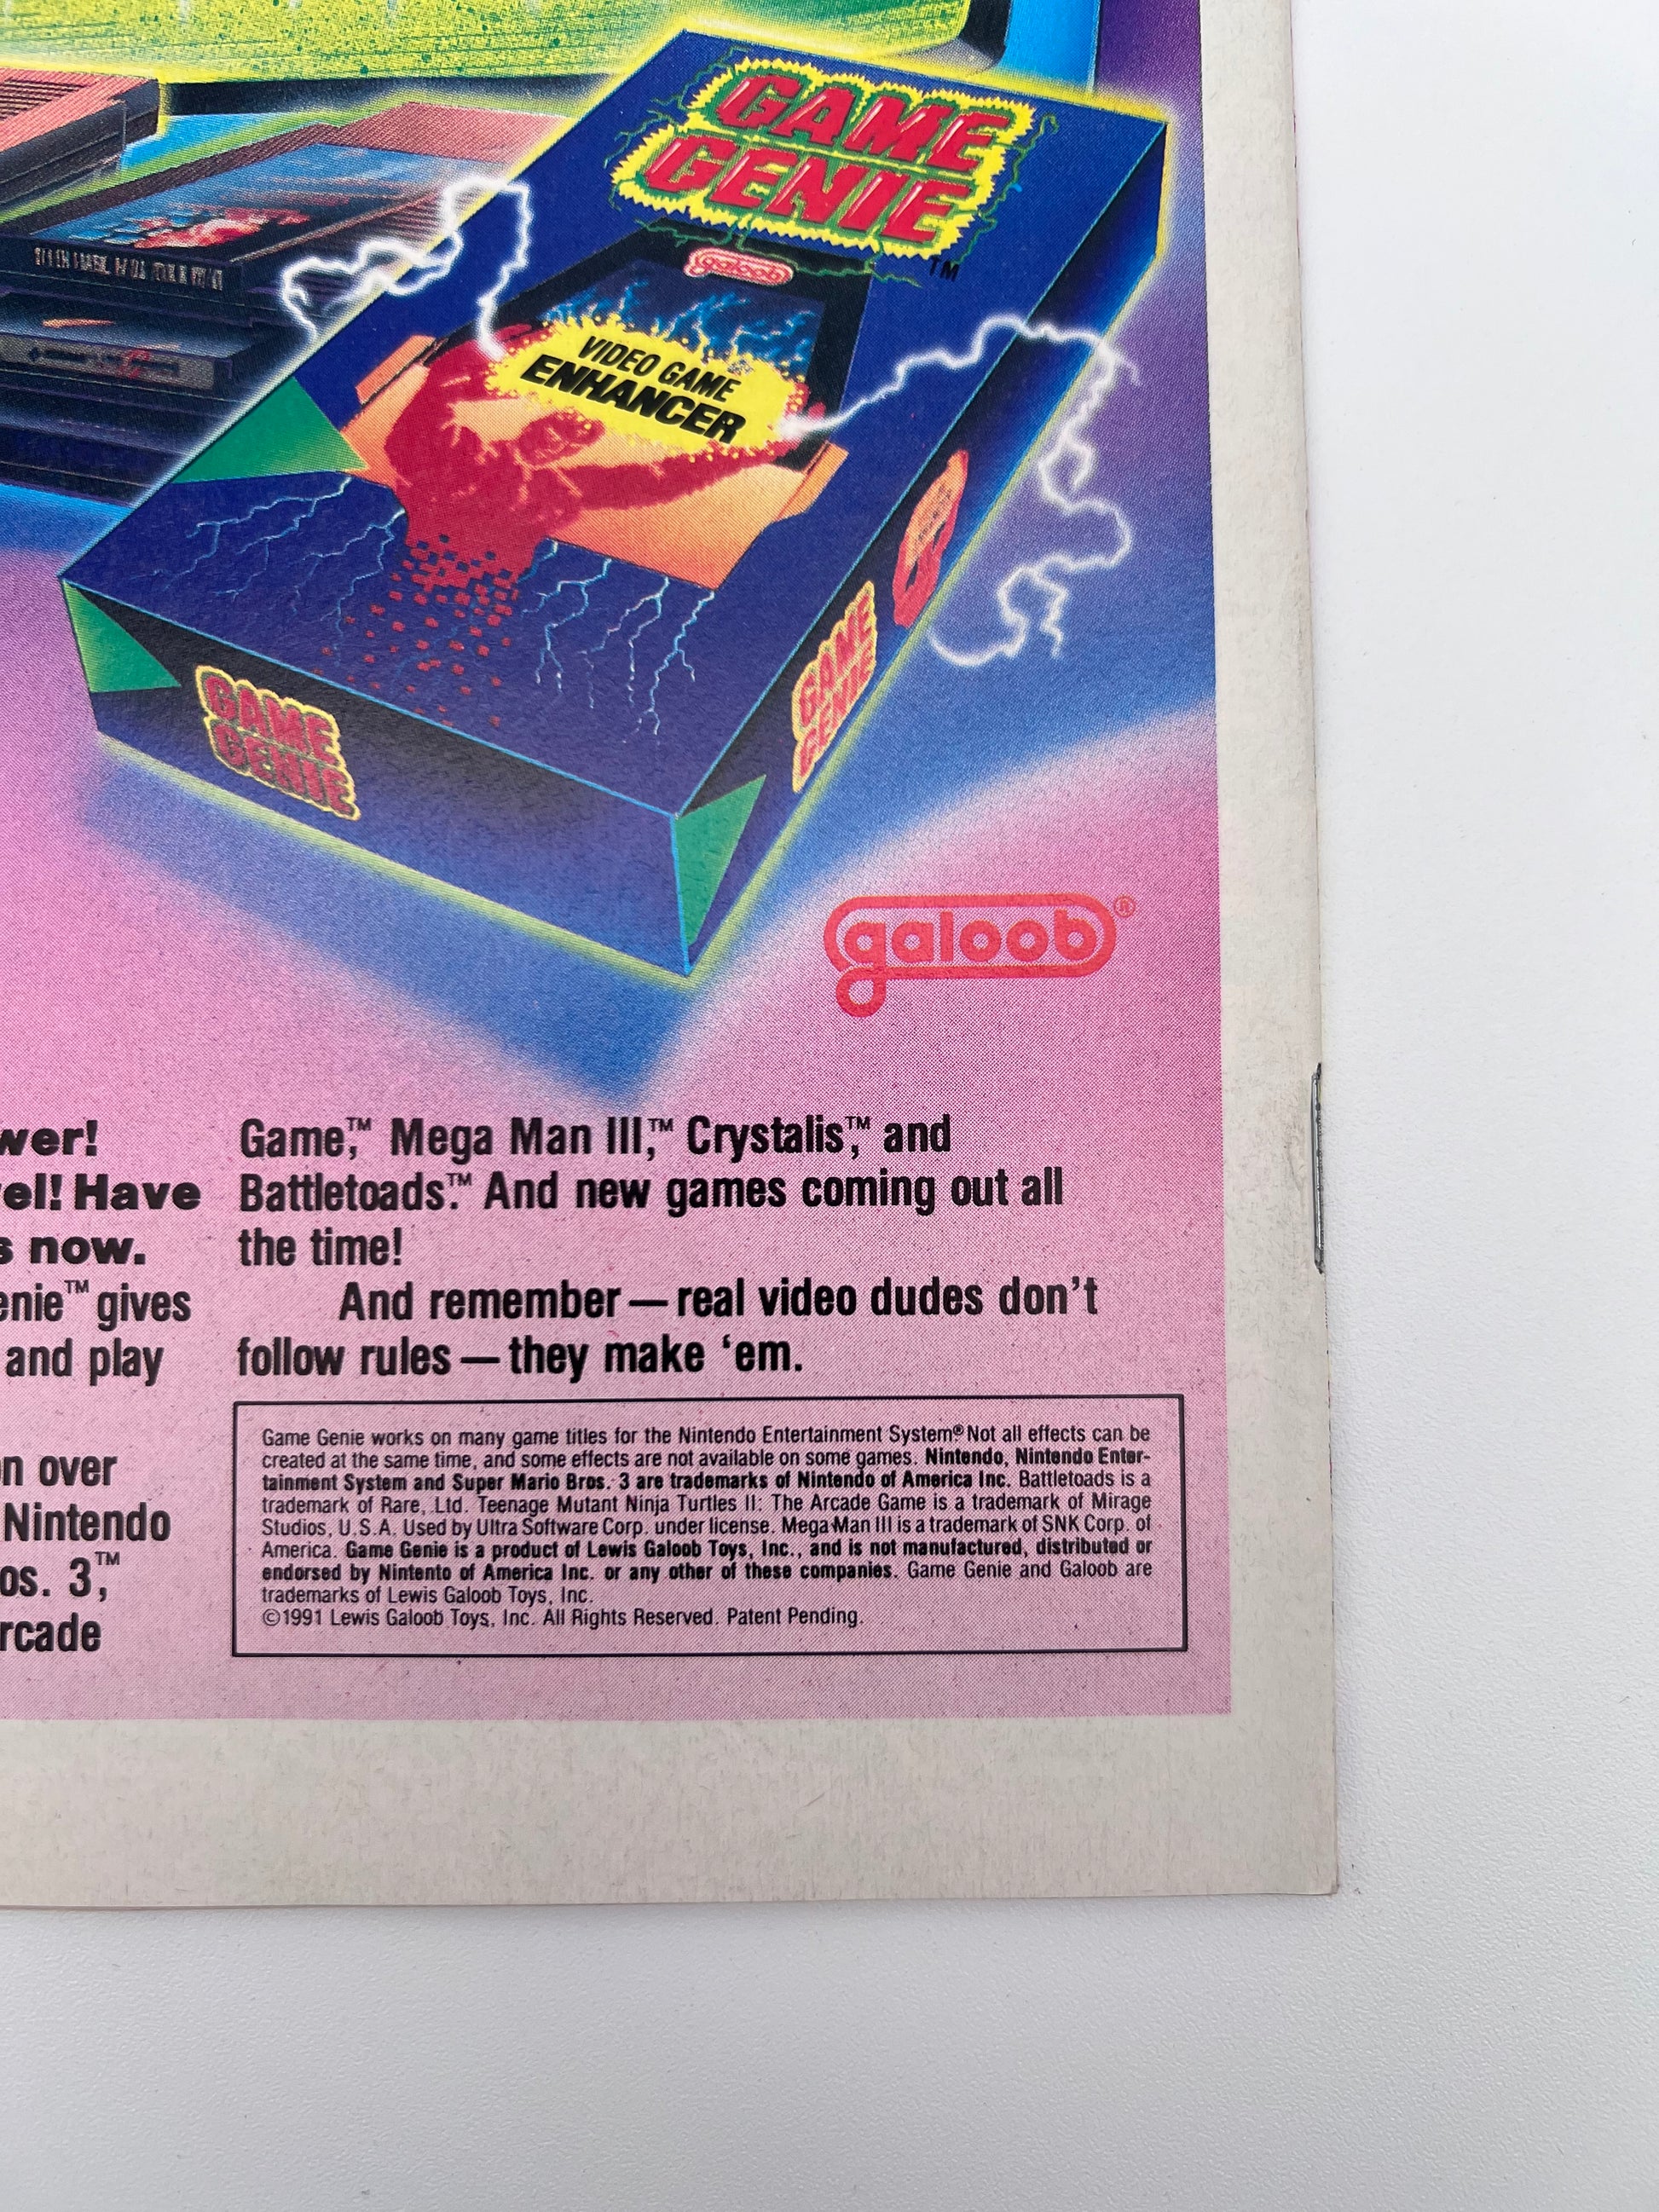 GAME
GENIE
TM
galoob
VIDEO GAME
ENHANCER
GAME
GENIE
GAME
GENIE
galoob®
wer!
el! Have
s now.
enie™ gives
and play
n over
Nintendo
os. 3,™
rcade
Game,™ Mega Man III,™ Crystalis,™ and
Battletoads.™ And new games coming out all
the time!
And remember — real video dudes don't
follow rules — they make 'em.
Game Genie works on many game titles for the Nintendo Entertainment System.® Not all effects can be
created at the same time, and some effects are not available on some games. Nintendo, Nintendo Enter-
tainment System and Super Mario Bros. 3 are trademarks of Nintendo of America Inc. Battletoads is a
trademark of Rare, Ltd. Teenage Mutant Ninja Turtles II: The Arcade Game is a trademark of Mirage
Studios, U.S.A. Used by Ultra Software Corp. under license. Mega Man III is a trademark of SNK Corp. of
America. Game Genie is a product of Lewis Galoob Toys, Inc., and is not manufactured, distributed or
endorsed by Nintento of America Inc. or any other of these companies. Game Genie and Galoob are
trademarks of Lewis Galoob Toys, Inc.
©1991 Lewis Galoob Toys, Inc. All Rights Reserved. Patent Pending.